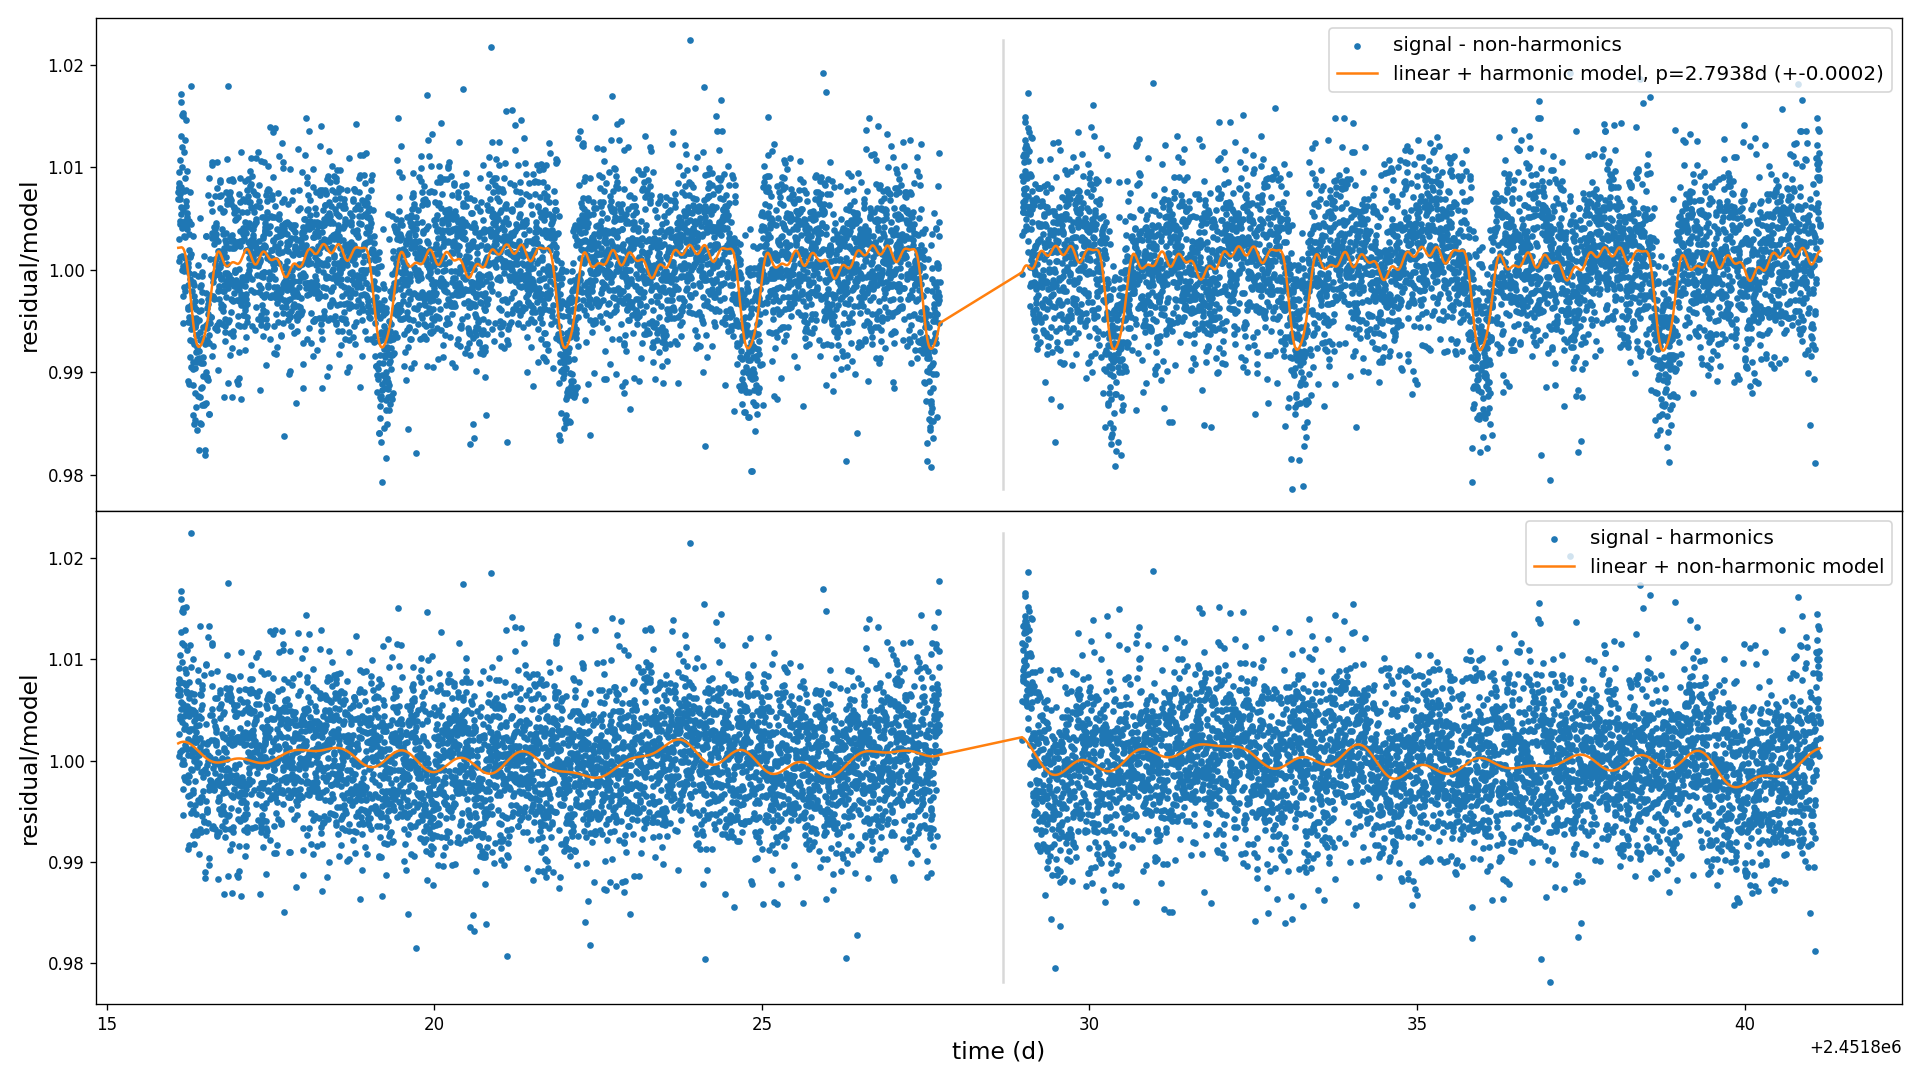 signal - non-harmonics
linear + harmonic model, p=2.7938d (+-0.0002)
1.02
1.01
1.00
0.99
0.98
residual/model
signal - harmonics
linear + non-harmonic model
1.02
1.01
1.00
0.99
0.98
residual/model
15 20 25 30 35 40
time (d)
+2.4518e6